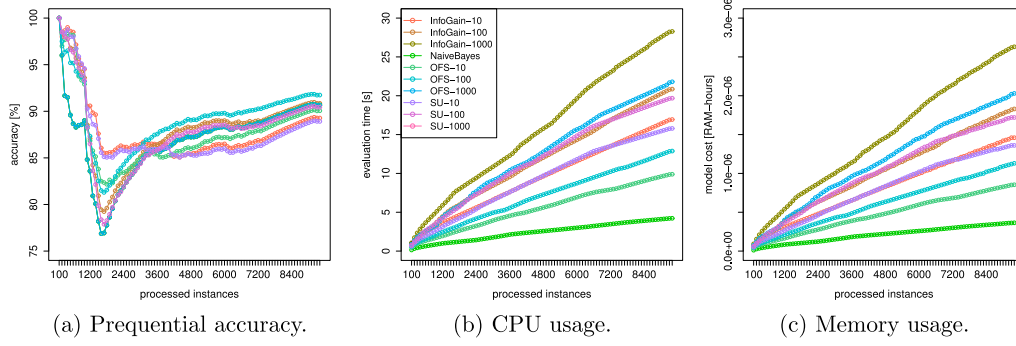 100
95
90
85
80
75
accuracy [%]
100 1200 2400 3600 4800 6000 7200 8400
processed instances
(a) Prequential accuracy.
30
25
20
15
10
5
0
evaluation time [s]
InfoGain−10
InfoGain−100
InfoGain−1000
NaiveBayes
OFS−10
OFS−100
OFS−1000
SU−10
SU−100
SU−1000
100 1200 2400 3600 4800 6000 7200 8400
processed instances
(b) CPU usage.
3.0e−06
2.0e−06
1.0e−06
0.0e+00
model cost [RAM−hours]
100 1200 2400 3600 4800 6000 7200 8400
processed instances
(c) Memory usage.